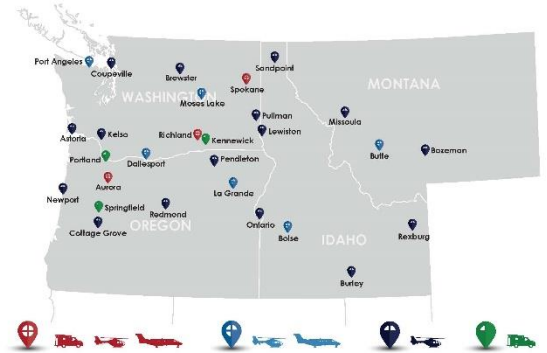 Port Angeles
Coupeville
Brewster
Sandpoint
Spokane
MONTANA
WASHINGTON
Moses Lake
Pullman
Missoula
Astoria
Kelso
Richland
Kennewick
Lewiston
Butte
Bozeman
Portland
Dallesport
Pendleton
Aurora
La Grande
Newport
Springfield
Redmond
Ontario
Boise
Rexburg
Cottage Grove
OREGON
IDAHO
Burley